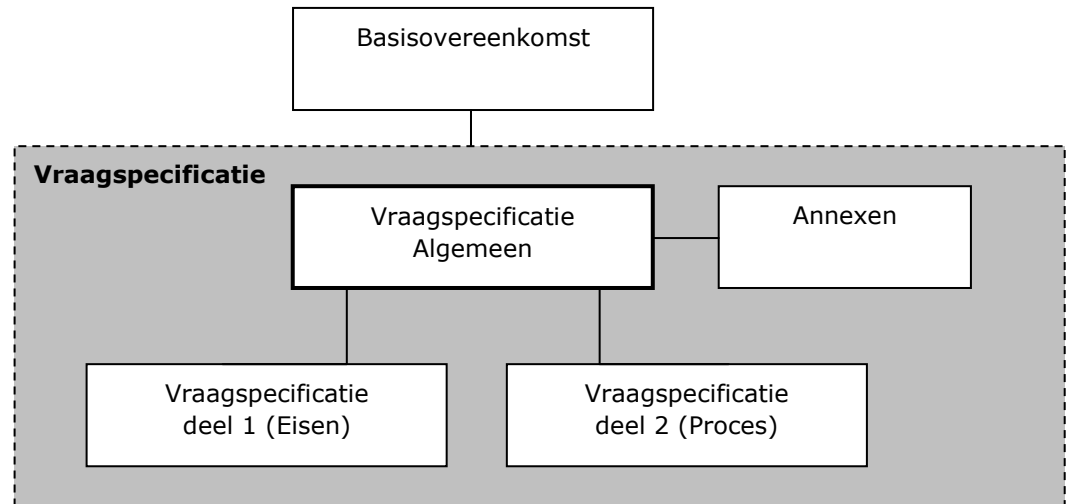 Basisovereenkomst
Vraagspecificatie
Vraagspecificatie
Algemeen
Annexen
Vraagspecificatie
deel 1 (Eisen)
Vraagspecificatie
deel 2 (Proces)